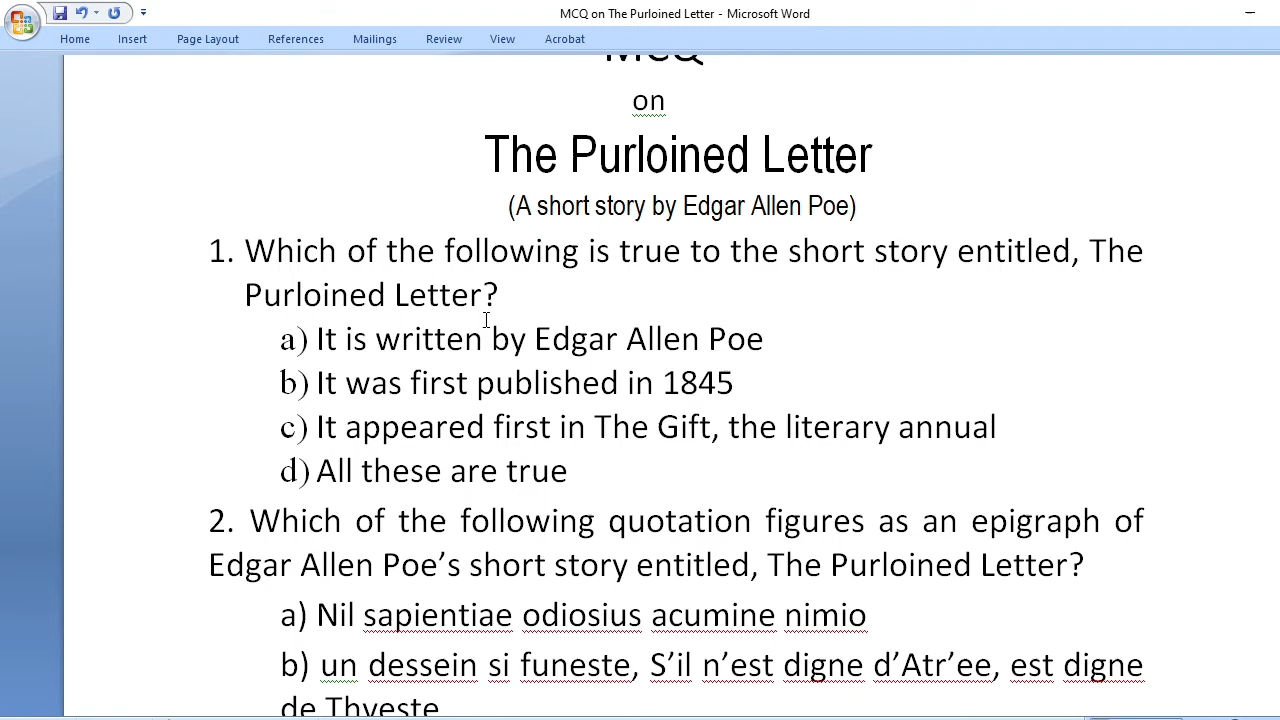 MCQ on The Purloined Letter - Microsoft Word
Home Insert Page Layout References Mailings Review View Acrobat
MCQ
on
The Purloined Letter
(A short story by Edgar Allen Poe)
1. Which of the following is true to the short story entitled, The
Purloined Letter?
a) It is written by Edgar Allen Poe
b) It was first published in 1845
c) It appeared first in The Gift, the literary annual
d) All these are true
2. Which of the following quotation figures as an epigraph of
Edgar Allen Poe’s short story entitled, The Purloined Letter?
a) Nil sapientiae odiosius acumine nimio
b) un dessein si funeste, S’il n’est digne d’Atr’ee, est digne
de Thyeste